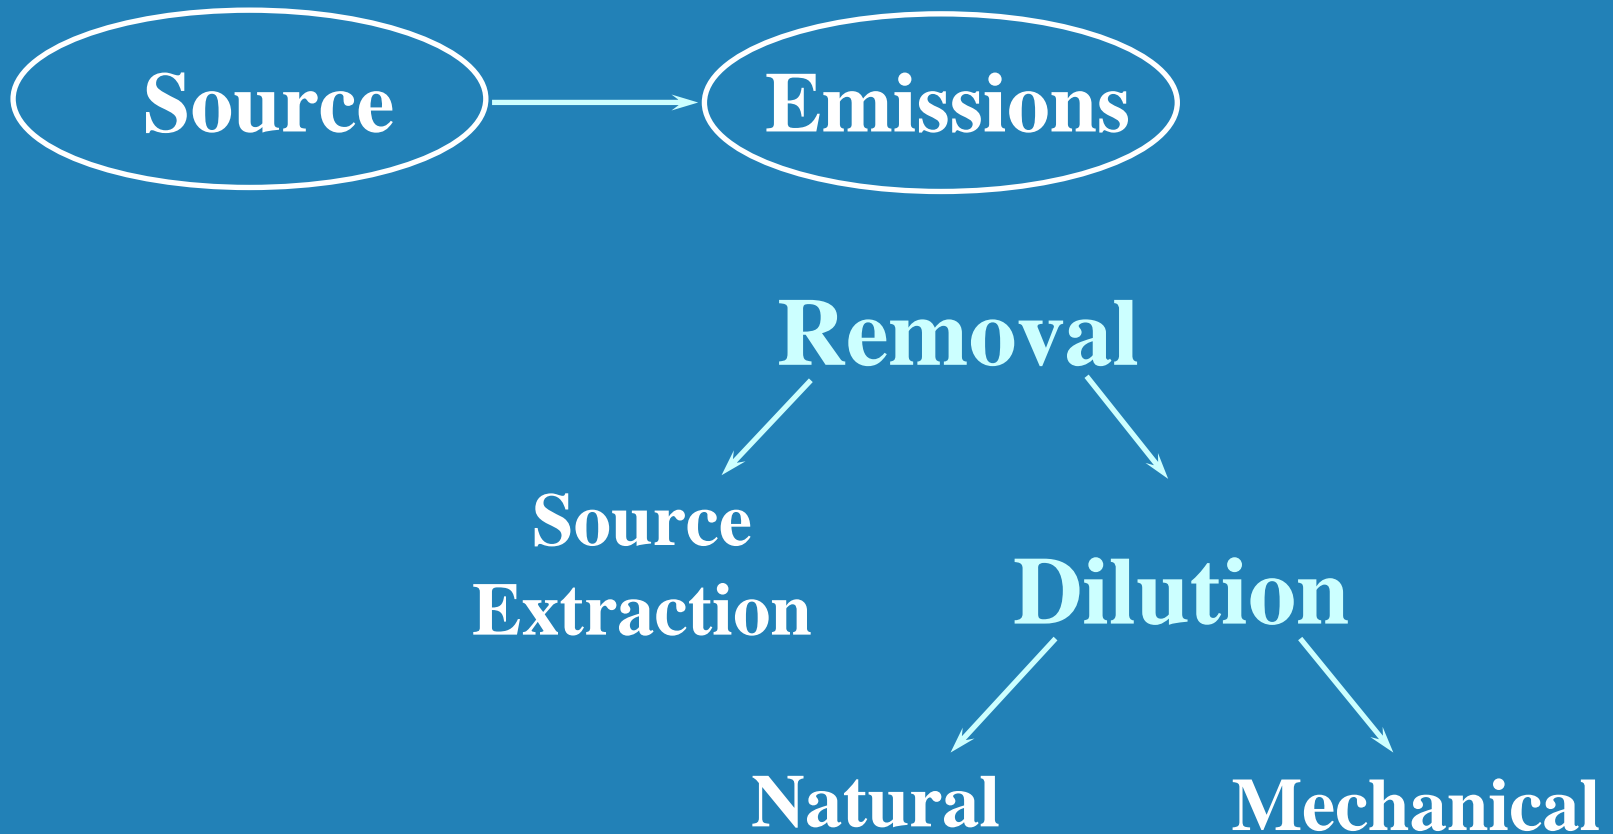 Source
Emissions
Removal
Source
Extraction
Dilution
Natural
Mechanical